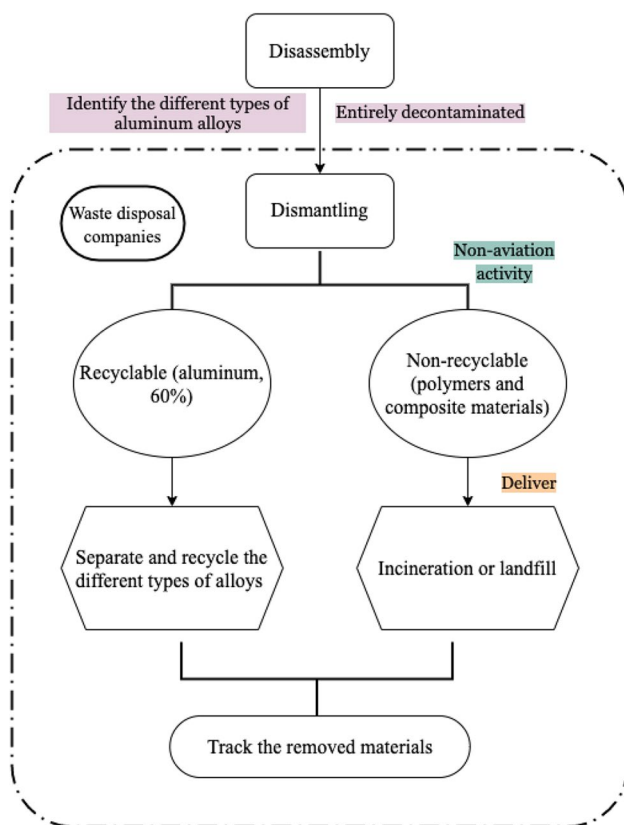 Disassembly
Identify the different types of
aluminum alloys
Entirely decontaminated
Waste disposal
companies
Dismantling
Non-aviation
activity
Recyclable (aluminum,
60%)
Non-recyclable
(polymers and
composite materials)
Deliver
Separate and recycle the
different types of alloys
Incineration or landfill
Track the removed materials